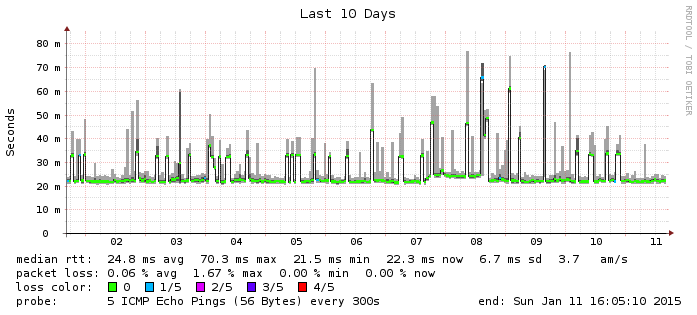 Last 10 Days
RRDTOOL / TOBI OETIKER
Seconds
80 m
70 m
60 m
50 m
40 m
30 m
20 m
10 m
0
02 03 04 05 06 07 08 09 10 11
median rtt: 24.8 ms avg 70.3 ms max 21.5 ms min 22.3 ms now 6.7 ms sd 3.7 am/s
packet loss: 0.06 % avg 1.67 % max 0.00 % min 0.00 % now
loss color: 0 1/5 2/5 3/5 4/5
probe: 5 ICMP Echo Pings (56 Bytes) every 300s end: Sun Jan 11 16:05:10 2015